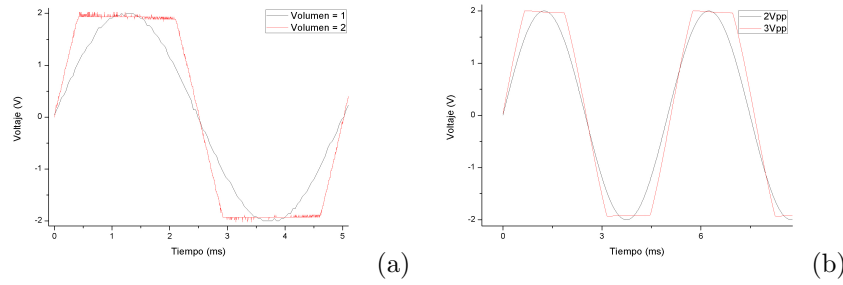 2
1
0
-1
-2
Voltaje (V)
0
1
2
3
4
5
Tiempo (ms)
Volumen = 1
Volumen = 2
(a)
2
1
0
-1
-2
Voltaje (V)
0
3
6
Tiempo (ms)
2Vpp
3Vpp
(b)